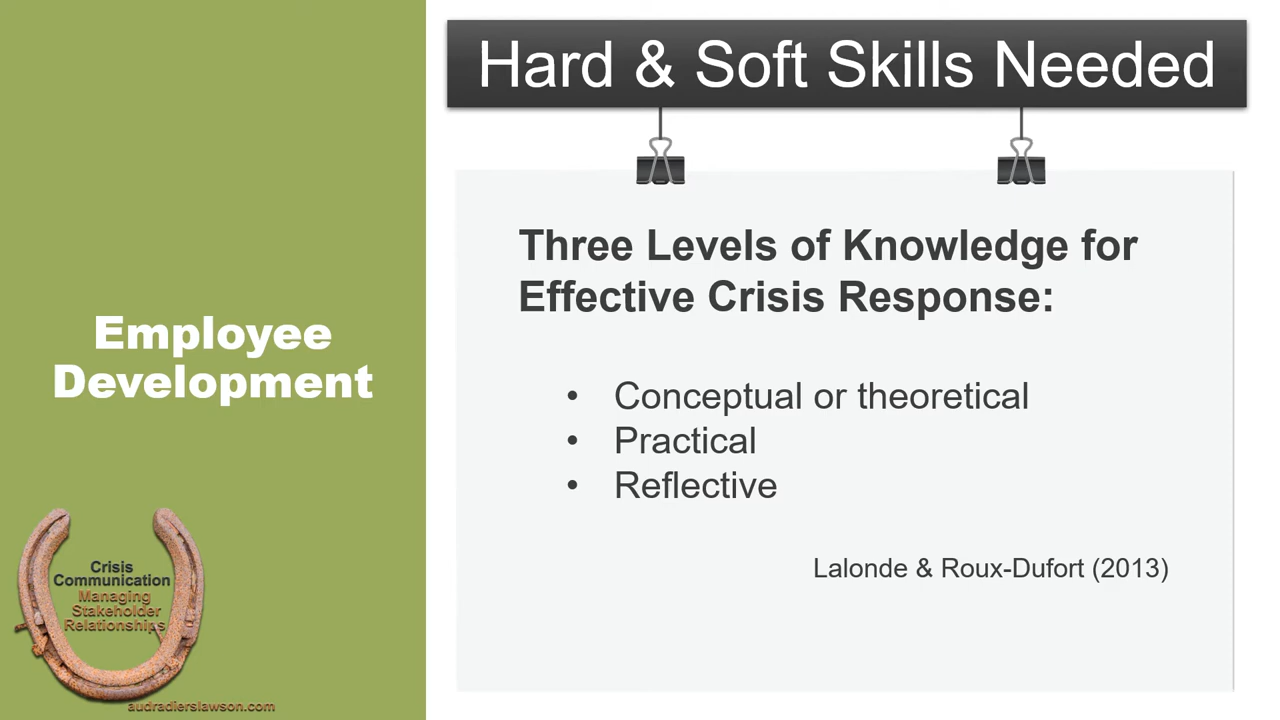 Hard & Soft Skills Needed
Three Levels of Knowledge for
Effective Crisis Response:
• Conceptual or theoretical
• Practical
• Reflective
Lalonde & Roux-Dufort (2013)
Employee
Development
Crisis
Communication
Managing
Stakeholder
Relationships
audradierslawson.com